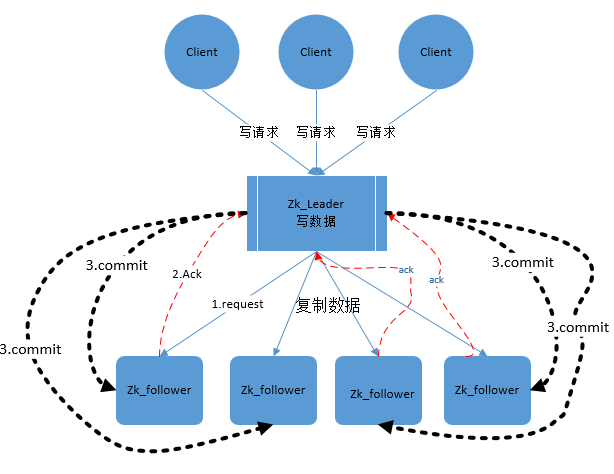 Client
Client
Client
写请求
写请求
写请求
Zk_Leader
写数据
3.commit
2.Ack
ack
ack
3.commit
1.request
复制数据
3.commit
3.commit
Zk_follower
Zk_follower
Zk_follower
Zk_follower